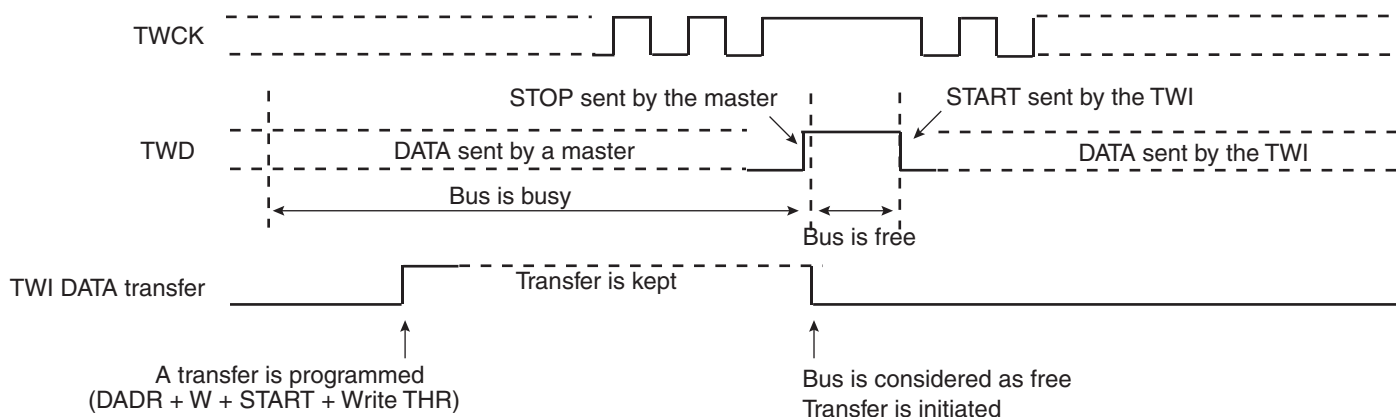 TWCK
STOP sent by the master
START sent by the TWI
TWD
DATA sent by a master
DATA sent by the TWI
Bus is busy
Bus is free
TWI DATA transfer
Transfer is kept
A transfer is programmed
(DADR + W + START + Write THR)
Bus is considered as free
Transfer is initiated